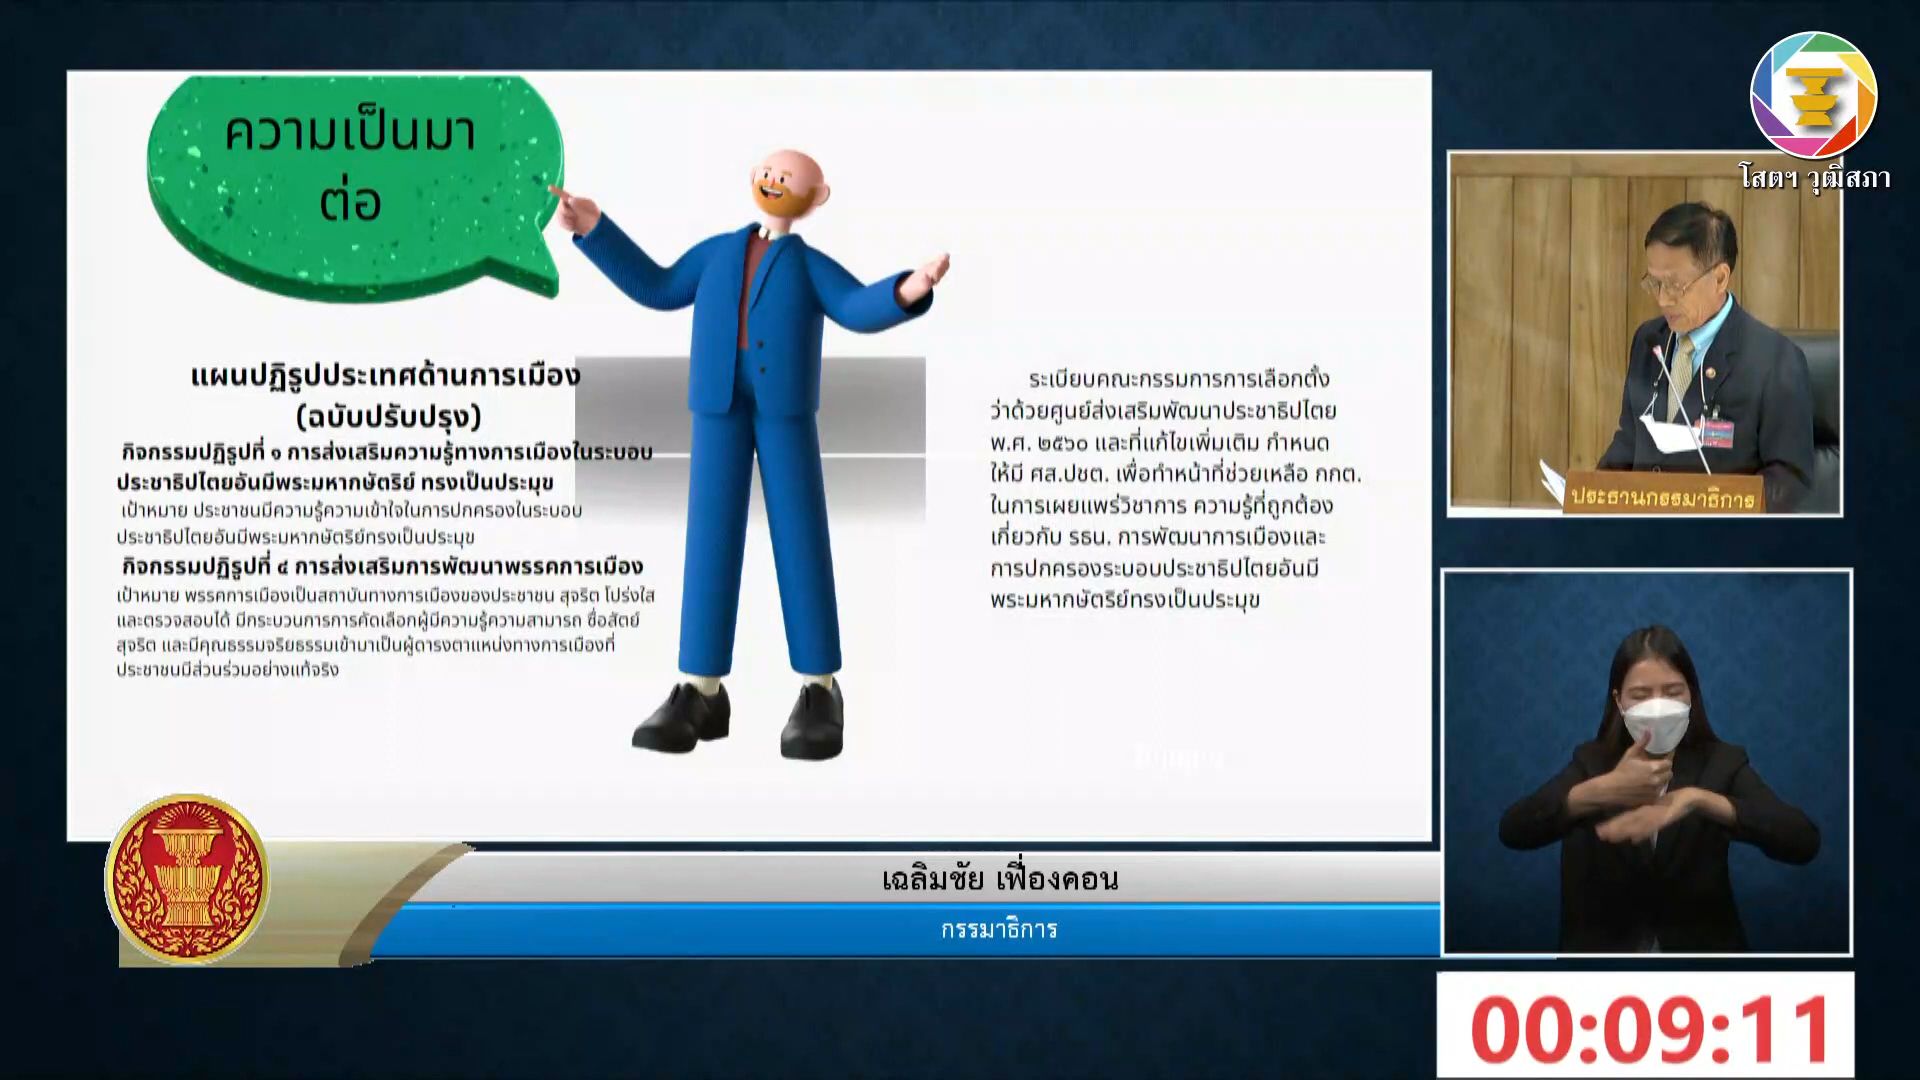 ความเป็นมา
ต่อ
แผนปฏิรูปประเทศด้านการเมือง
(ฉบับปรับปรุง)
กิจกรรมปฏิรูปที่ ๑ การส่งเสริมความรู้ทางการเมืองในระบอบ
ประชาธิปไตยอันมีพระมหากษัตริย์ ทรงเป็นประมุข
เป้าหมาย ประชาชนมีความรู้ความเข้าใจในการปกครองในระบอบ
ประชาธิปไตยอันมีพระมหากษัตริย์ทรงเป็นประมุข
กิจกรรมปฏิรูปที่ ๔ การส่งเสริมการพัฒนาพรรคการเมือง
เป้าหมาย พรรคการเมืองเป็นสถาบันทางการเมืองของประชาชน สุจริต โปร่งใส
และตรวจสอบได้ มีกระบวนการการคัดเลือกผู้มีความรู้ความสามารถ ซื่อสัตย์
สุจริต และมีคุณธรรมจริยธรรมเข้ามาเป็นผู้ดารงตาแหน่งทางการเมืองที่
ประชาชนมีส่วนร่วมอย่างแท้จริง
ระเบียบคณะกรรมการการเลือกตั้ง
ว่าด้วยศูนย์ส่งเสริมพัฒนาประชาธิปไตย
พ.ศ. ๒๕๖๐ และที่แก้ไขเพิ่มเติม กำหนด
ให้มี ศส.ปชต. เพื่อทำหน้าที่ช่วยเหลือ กกต.
ในการเผยแพร่วิชาการ ความรู้ที่ถูกต้อง
เกี่ยวกับ รธน. การพัฒนาการเมืองและ
การปกครองระบอบประชาธิปไตยอันมี
พระมหากษัตริย์ทรงเป็นประมุข
โสตฯ วุฒิสภา
ประธานกรรมาธิการ
เฉลิมชัย เฟื่องคอน
กรรมาธิการ
00:09:11